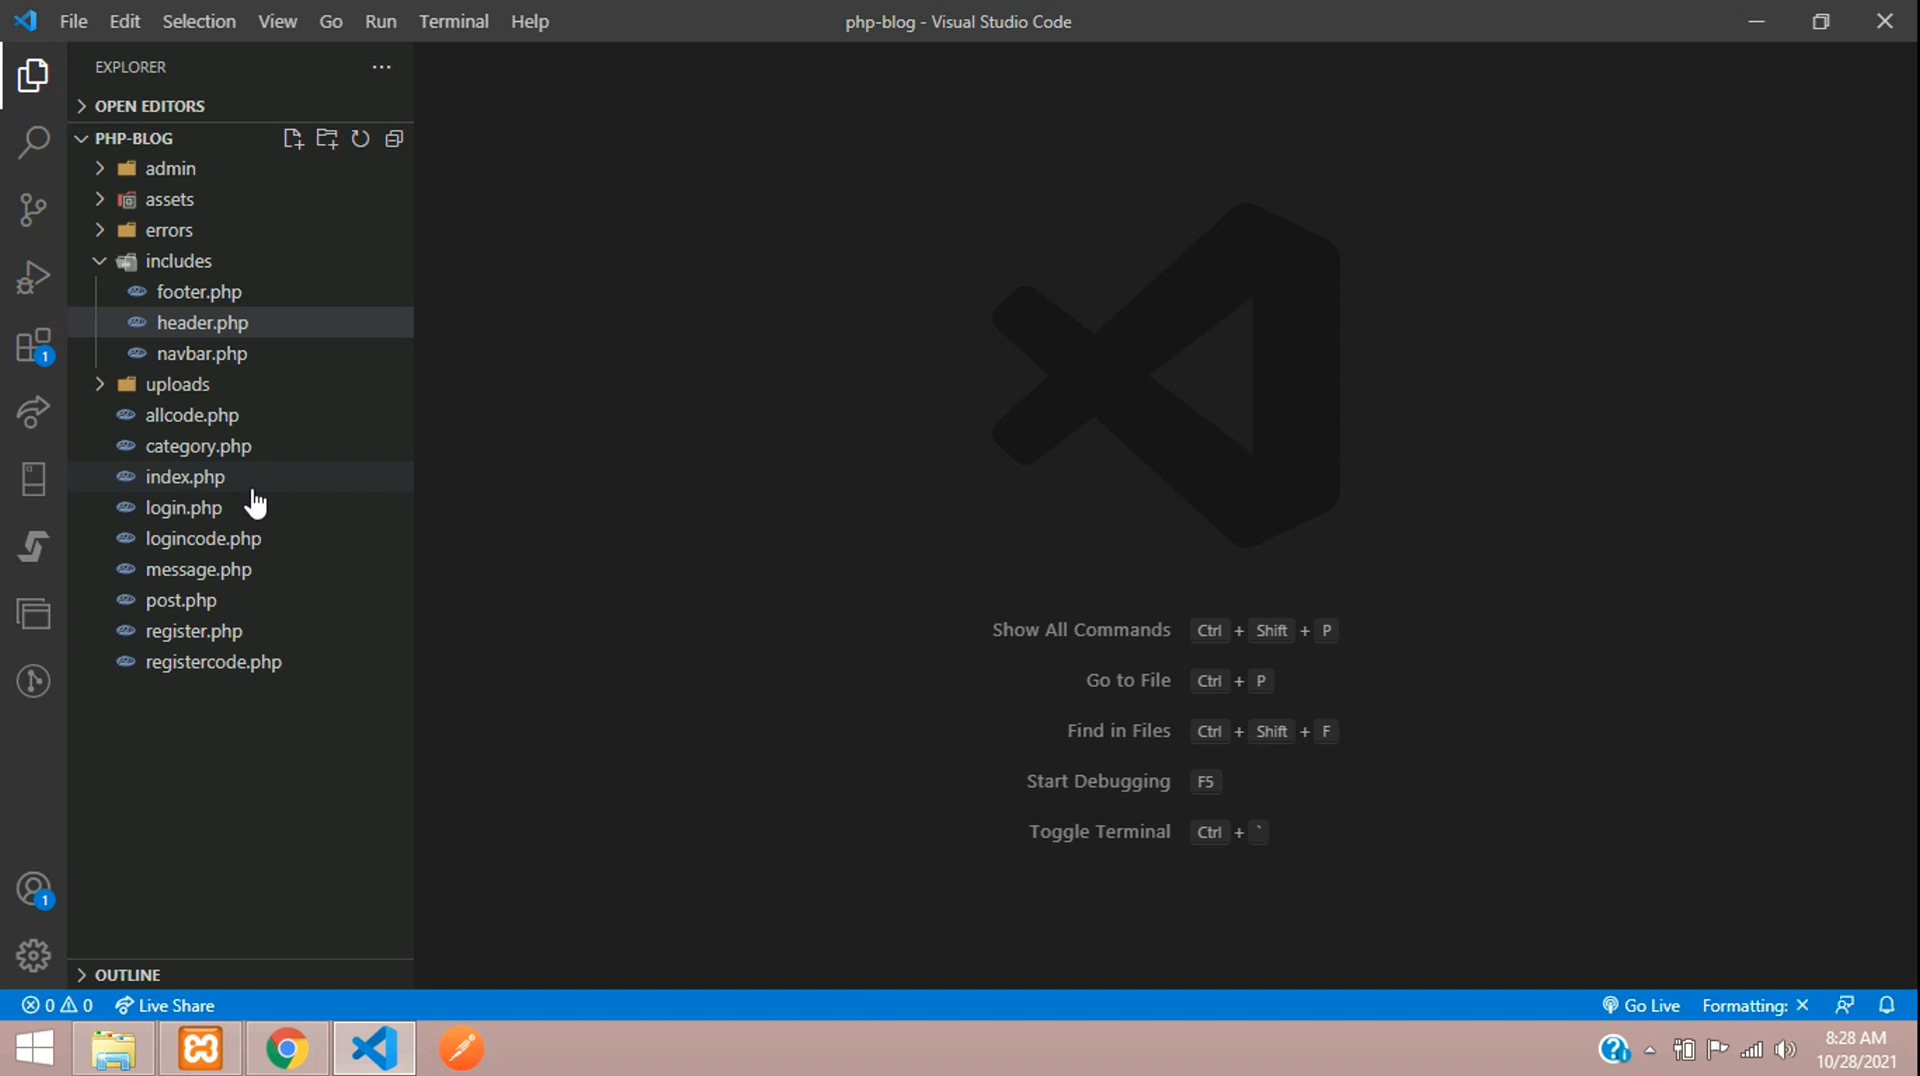 File Edit Selection View Go Run Terminal Help
php-blog - Visual Studio Code
EXPLORER
OPEN EDITORS
PHP-BLOG
admin
assets
errors
includes
footer.php
header.php
navbar.php
uploads
allcode.php
category.php
index.php
login.php
logincode.php
message.php
post.php
register.php
registercode.php
1
1
Show All Commands Ctrl + Shift + P
Go to File Ctrl + P
Find in Files Ctrl + Shift + F
Start Debugging F5
Toggle Terminal Ctrl + `
OUTLINE
0 0 Live Share
Go Live Formatting: ×
8:28 AM
10/28/2021